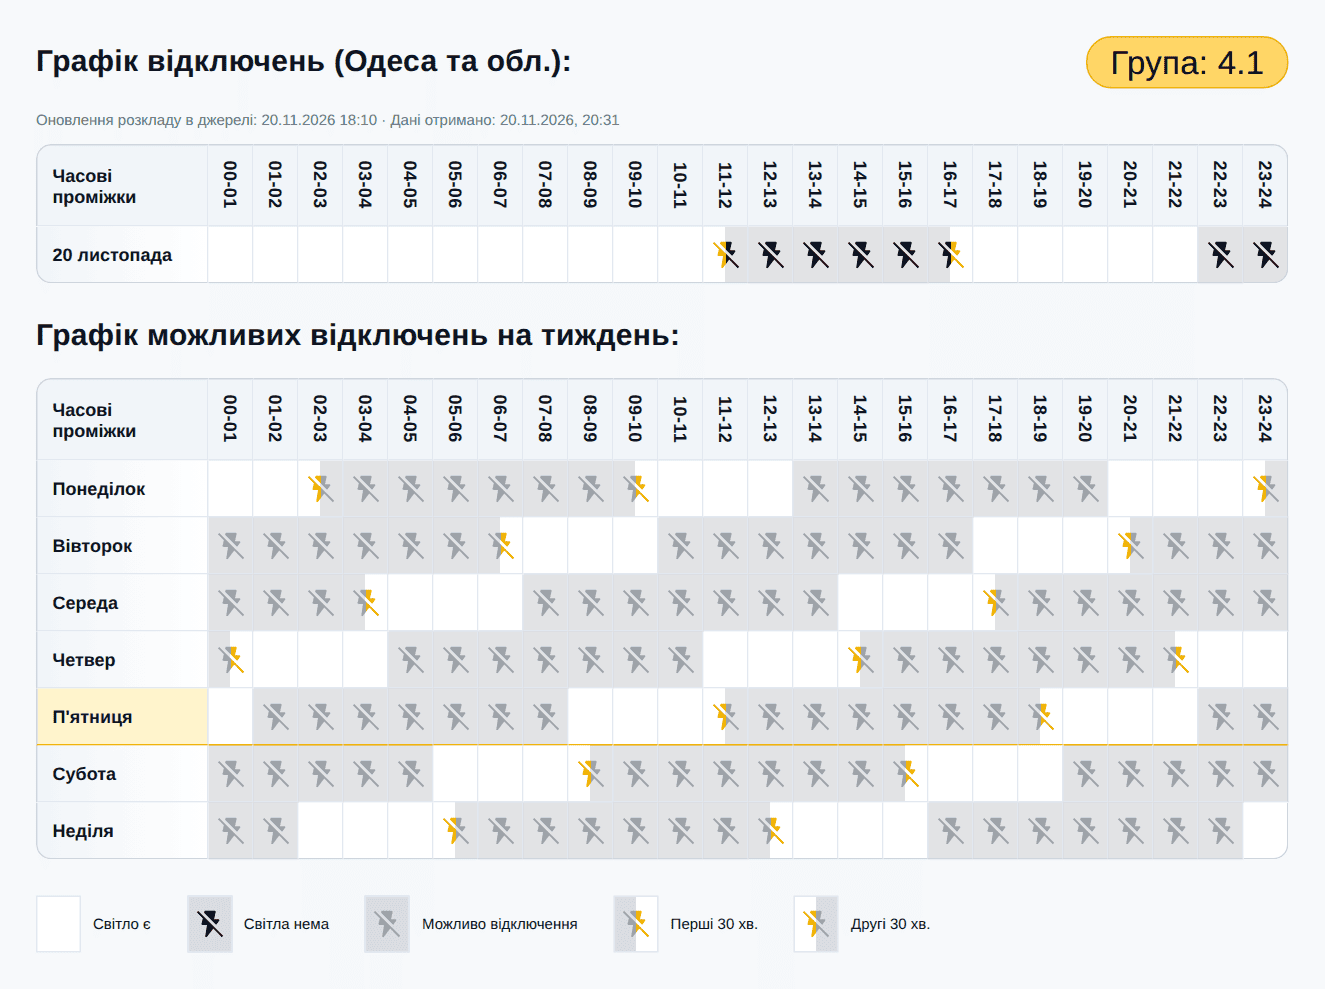 Графік відключень (Одеса та обл.):
Група: 4.1
Оновлення розкладу в джерелі: 20.11.2026 18:10 · Дані отримано: 20.11.2026, 20:31
Часові
проміжки
00-01 01-02 02-03 03-04 04-05 05-06 06-07 07-08 08-09 09-10 10-11 11-12 12-13 13-14 14-15 15-16 16-17 17-18 18-19 19-20 20-21 21-22 22-23 23-24
20 листопада
Графік можливих відключень на тиждень:
Часові
проміжки
00-01 01-02 02-03 03-04 04-05 05-06 06-07 07-08 08-09 09-10 10-11 11-12 12-13 13-14 14-15 15-16 16-17 17-18 18-19 19-20 20-21 21-22 22-23 23-24
Понеділок
Вівторок
Середа
Четвер
П'ятниця
Субота
Неділя
Світло є
Світла нема
Можливо відключення
Перші 30 хв.
Другі 30 хв.